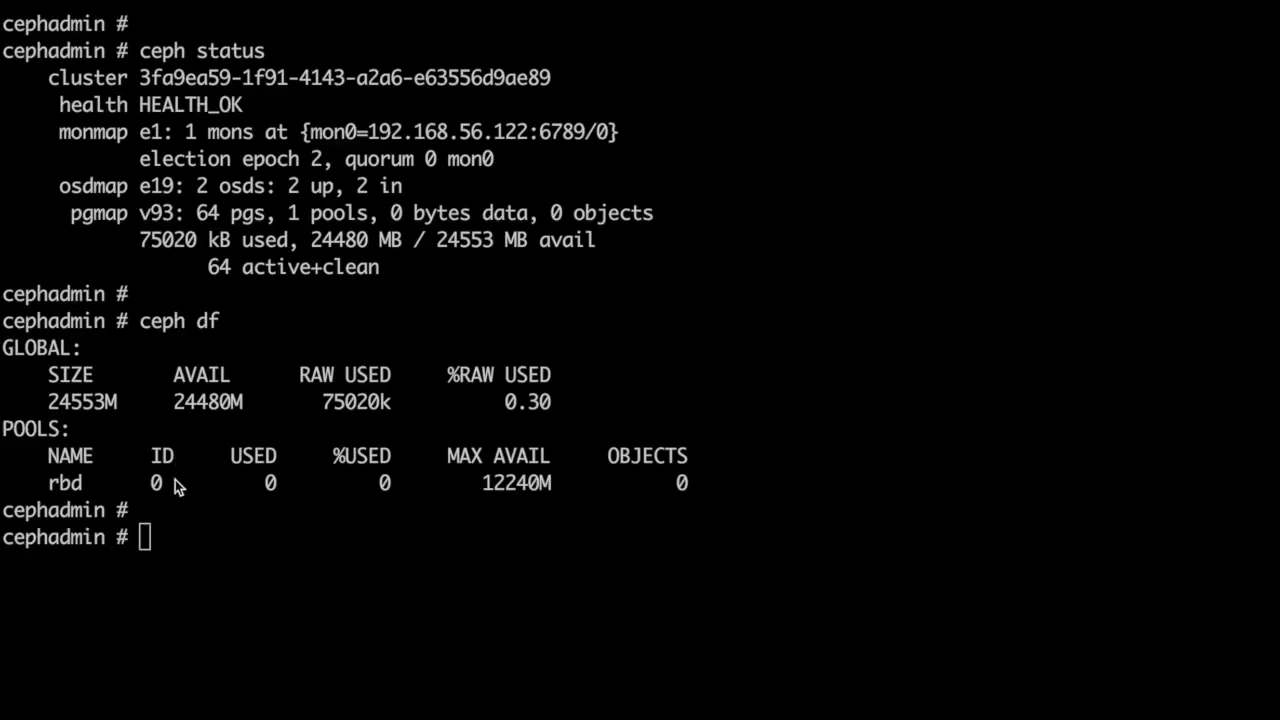 cephadmin #
cephadmin # ceph status
    cluster 3fa9ea59-1f91-4143-a2a6-e63556d9ae89
     health HEALTH_OK
     monmap e1: 1 mons at {mon0=192.168.56.122:6789/0}
            election epoch 2, quorum 0 mon0
     osdmap e19: 2 osds: 2 up, 2 in
      pgmap v93: 64 pgs, 1 pools, 0 bytes data, 0 objects
            75020 kB used, 24480 MB / 24553 MB avail
                  64 active+clean
cephadmin #
cephadmin # ceph df
GLOBAL:
    SIZE       AVAIL      RAW USED     %RAW USED
    24553M     24480M       75020k          0.30
POOLS:
    NAME     ID     USED     %USED     MAX AVAIL     OBJECTS
    rbd      0         0         0        12240M           0
cephadmin #
cephadmin #